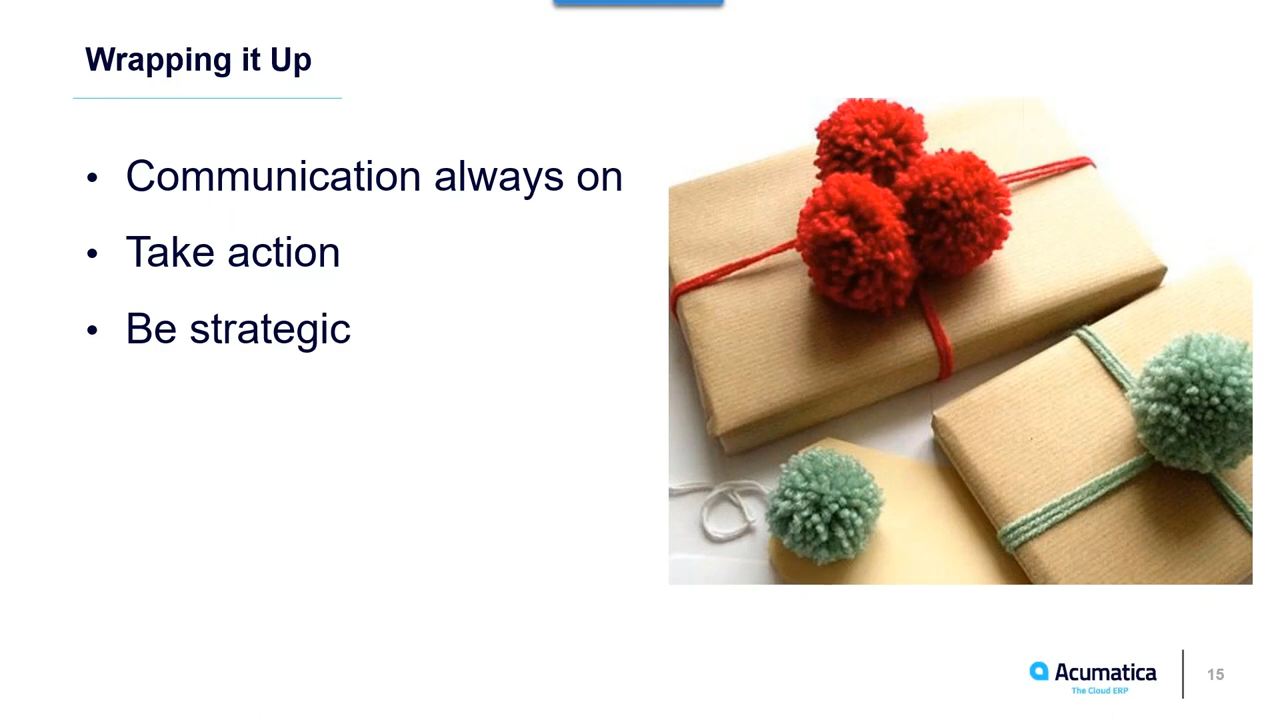 Wrapping it Up
• Communication always on
• Take action
• Be strategic
Acumatica
The Cloud ERP
15